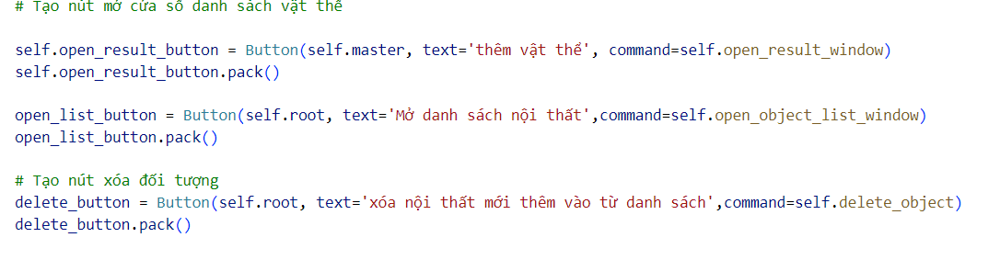 # Tạo nút mở cửa sổ danh sách vật thể
self.open_result_button = Button(self.master, text='thêm vật thể', command=self.open_result_window)
self.open_result_button.pack()
open_list_button = Button(self.root, text='Mở danh sách nội thất',command=self.open_object_list_window)
open_list_button.pack()
# Tạo nút xóa đối tượng
delete_button = Button(self.root, text='xóa nội thất mới thêm vào từ danh sách',command=self.delete_object)
delete_button.pack()